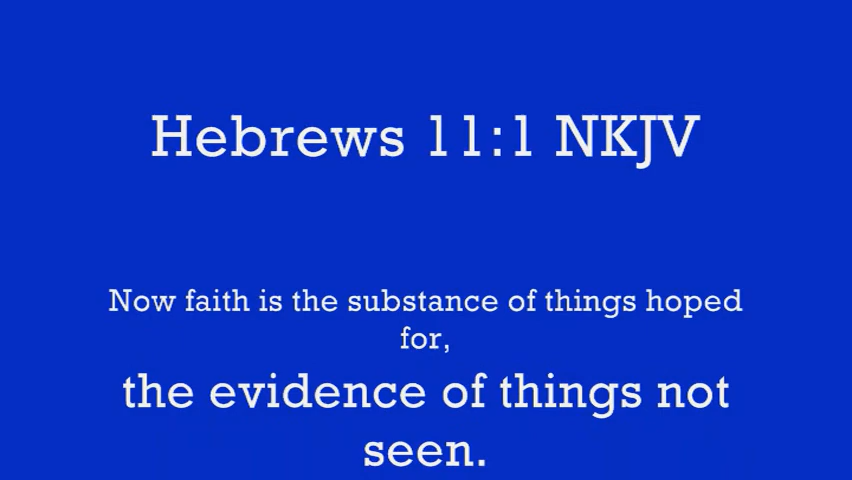 Hebrews 11:1 NKJV
Now faith is the substance of things hoped
for,
the evidence of things not
seen.